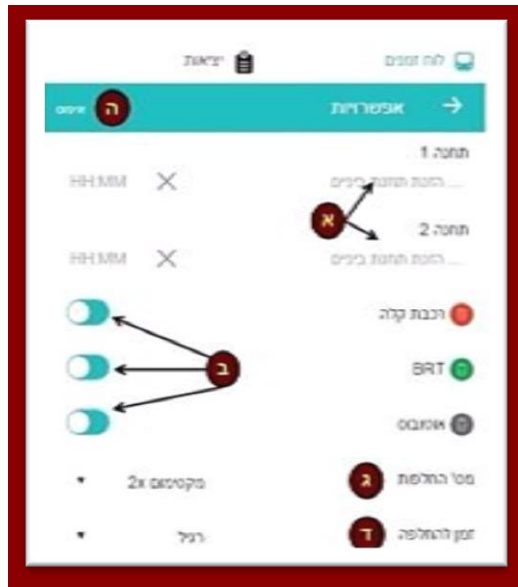 לוח זמנים יציאות
אפשרויות ה איפוס
תחנה 1
הזנת תחנת ביניים ... HH:MM
א
תחנה 2
הזנת תחנת ביניים ... HH:MM
רכבת קלה
BRT ב
אוטובוס
מס' החלפות ג מקסימום 2x
זמן להחלפה ד רגיל